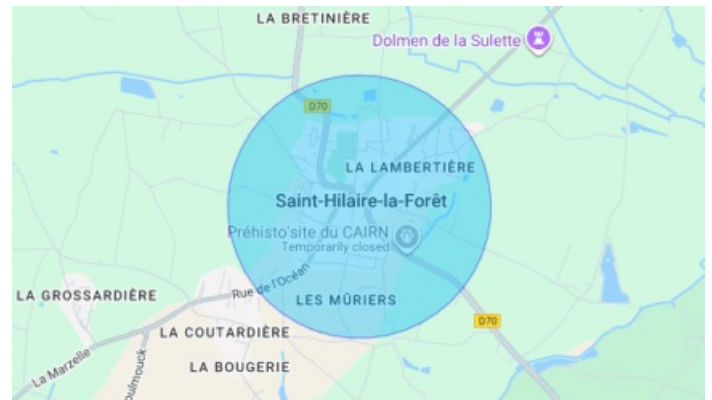 LA BRETINIÈRE
Dolmen de la Sulette
D70
LA LAMBERTIÈRE
Saint-Hilaire-la-Forêt
Préhisto'site du CAIRN
Temporarily closed
Rue de l'Océan
LA GROSSARDIÈRE
LES MÛRIERS
D70
LA COUTARDIÈRE
La Marzelle
LA BOUGERIE